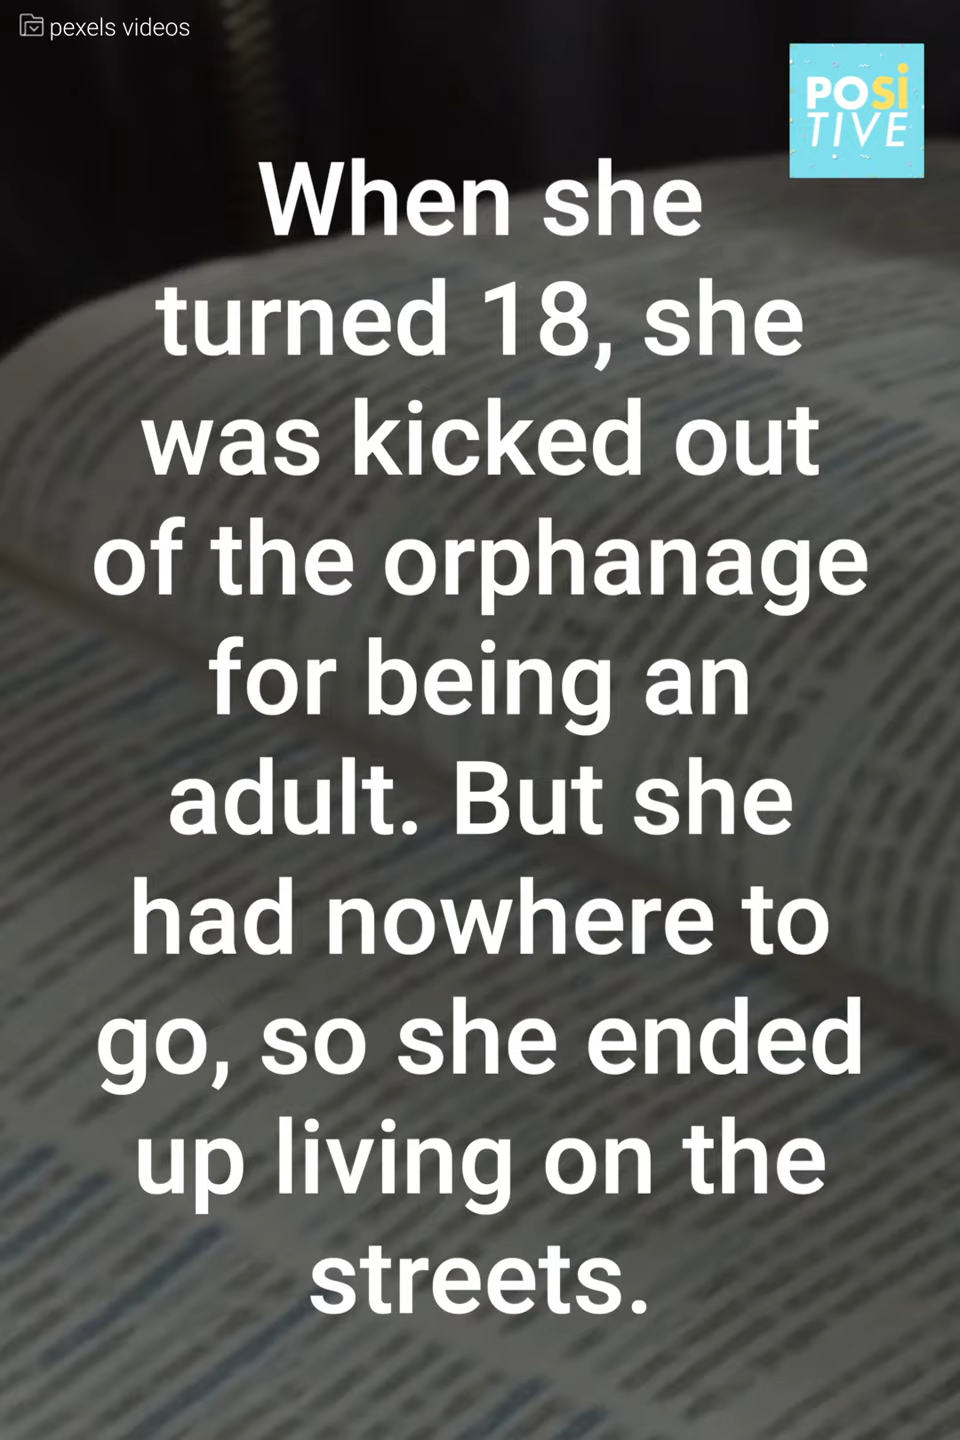 pexels videos
POSi
TIVE
When she
turned 18, she
was kicked out
of the orphanage
for being an
adult. But she
had nowhere to
go, so she ended
up living on the
streets.